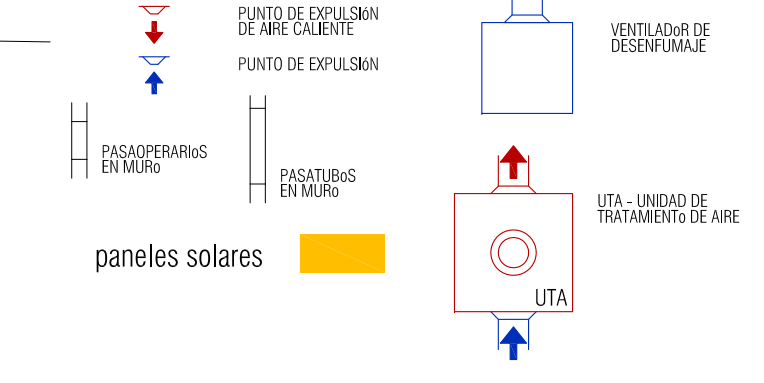 PUNTO DE EXPULSIóN
DE AIRE CALIENTE
PUNTO DE EXPULSIóN
PASAOPERARIoS
EN MURo
PASATUBoS
EN MURo
paneles solares
VENTILADoR DE
DESENFUMAJE
UTA - UNIDAD DE
TRATAMIENTo DE AIRE
UTA